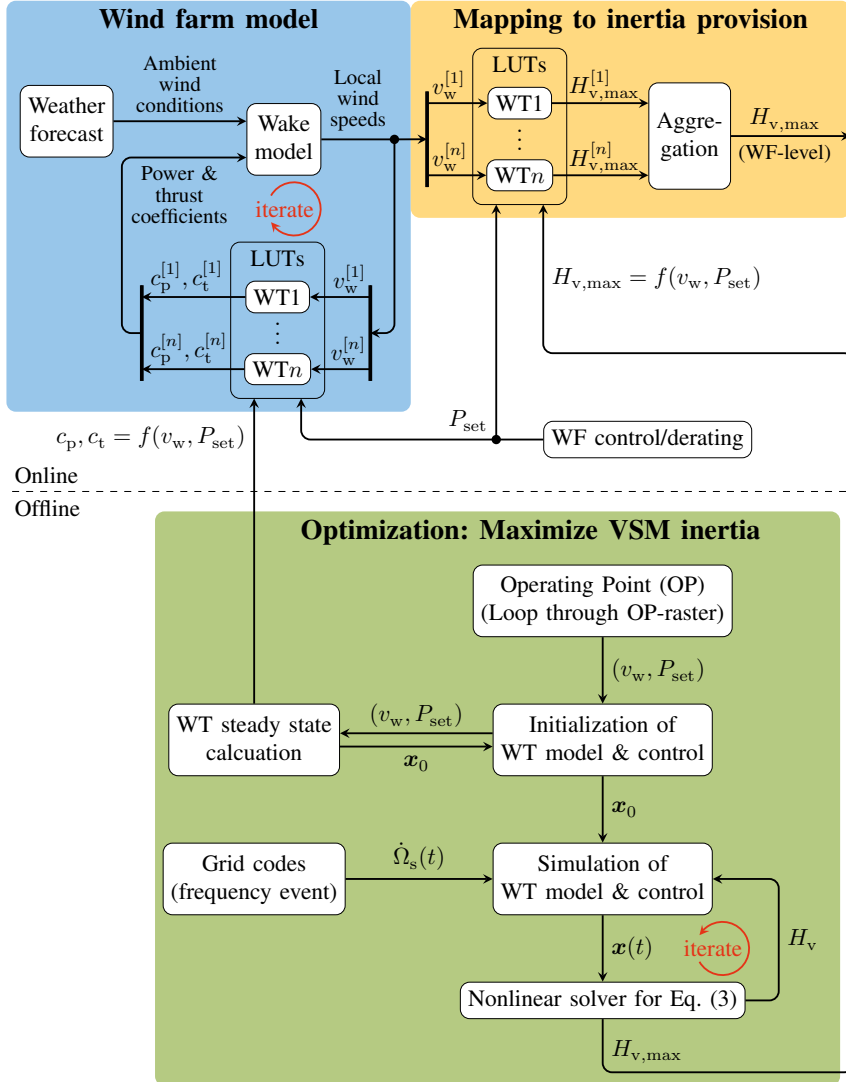 Wind farm model
Mapping to inertia provision
Weather
forecast
Ambient
wind
conditions
Wake
model
Local
wind
speeds
Power &
thrust
coefficients
iterate
LUTs
c_p^[1], c_t^[1]
WT1
v_w^[1]
⋮
c_p^[n], c_t^[n]
WTn
v_w^[n]
LUTs
v_w^[1]
WT1
H_{v,max}^[1]
⋮
v_w^[n]
WTn
H_{v,max}^[n]
Aggre-
gation
H_{v,max}
(WF-level)
H_{v,max} = f(v_w, P_set)
c_p, c_t = f(v_w, P_set)
P_set
WF control/derating
Online
Offline
Optimization: Maximize VSM inertia
Operating Point (OP)
(Loop through OP-raster)
(v_w, P_set)
WT steady state
calcuation
(v_w, P_set)
x_0
Initialization of
WT model & control
x_0
Grid codes
(frequency event)
Ω̇_s(t)
Simulation of
WT model & control
x(t)
iterate
H_v
Nonlinear solver for Eq. (3)
H_{v,max}